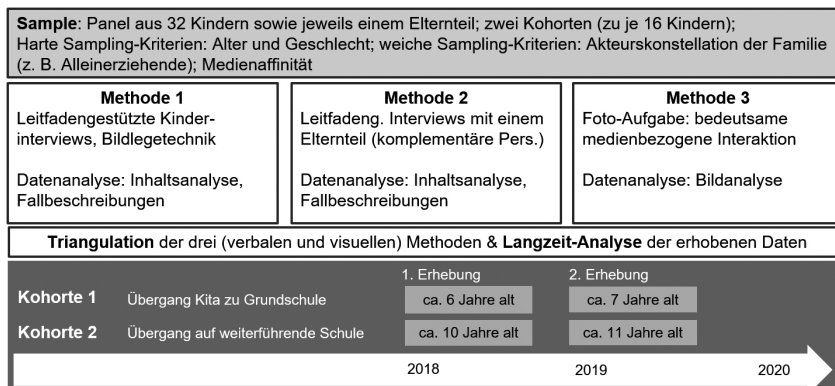 Sample: Panel aus 32 Kindern sowie jeweils einem Elternteil; zwei Kohorten (zu je 16 Kindern);
Harte Sampling-Kriterien: Alter und Geschlecht; weiche Sampling-Kriterien: Akteurskonstellation der Familie
(z. B. Alleinerziehende); Medienaffinität
Methode 1
Leitfadengestützte Kinder-
interviews, Bildlegetechnik
Datenanalyse: Inhaltsanalyse,
Fallbeschreibungen
Methode 2
Leitfadeng. Interviews mit einem
Elternteil (komplementäre Pers.)
Datenanalyse: Inhaltsanalyse,
Fallbeschreibungen
Methode 3
Foto-Aufgabe: bedeutsame
medienbezogene Interaktion
Datenanalyse: Bildanalyse
Triangulation der drei (verbalen und visuellen) Methoden & Langzeit-Analyse der erhobenen Daten
1. Erhebung 2. Erhebung
Kohorte 1 Übergang Kita zu Grundschule ca. 6 Jahre alt ca. 7 Jahre alt
Kohorte 2 Übergang auf weiterführende Schule ca. 10 Jahre alt ca. 11 Jahre alt
2018 2019 2020